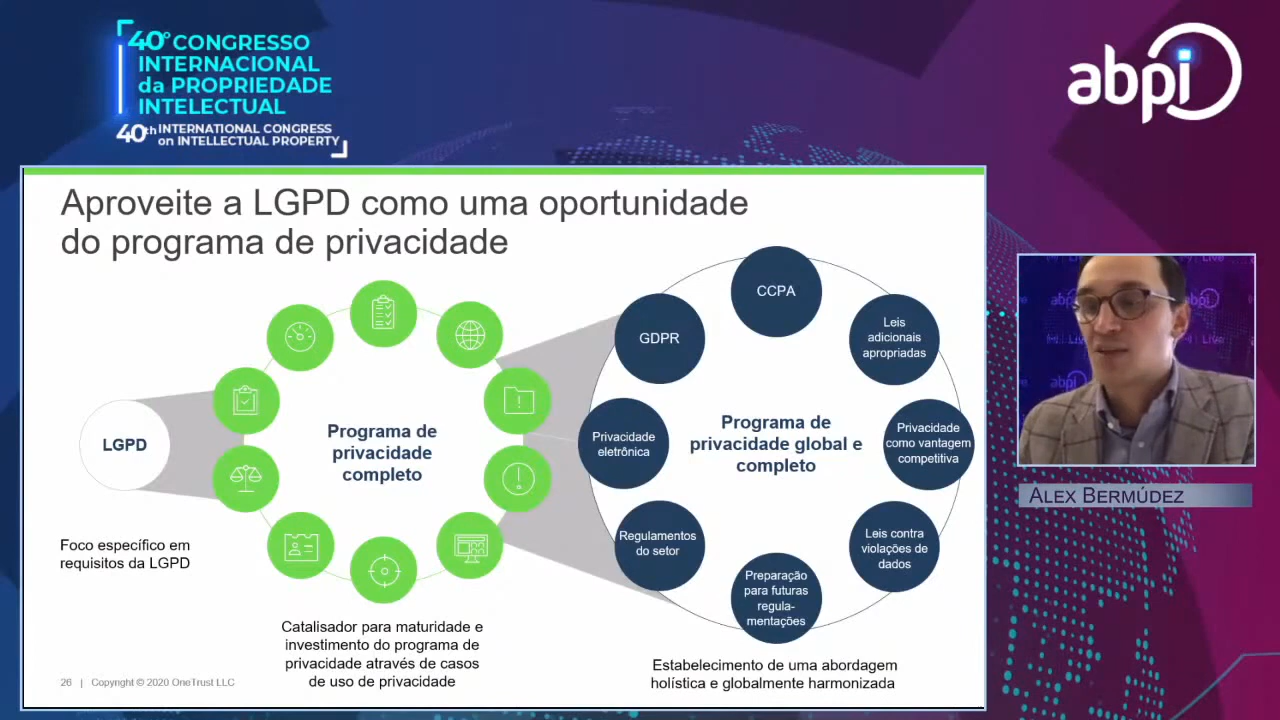 40º CONGRESSO
INTERNACIONAL
da PROPRIEDADE
INTELECTUAL
40th INTERNATIONAL CONGRESS
on INTELLECTUAL PROPERTY
abpi
Aproveite a LGPD como uma oportunidade
do programa de privacidade
LGPD
Foco específico em
requisitos da LGPD
Programa de
privacidade
completo
Catalisador para maturidade e
investimento do programa de
privacidade através de casos
de uso de privacidade
CCPA
GDPR
Leis
adicionais
apropriadas
Privacidade
eletrônica
Programa de
privacidade global e
completo
Privacidade
como vantagem
competitiva
Regulamentos
do setor
Leis contra
violações de
dados
Preparação
para futuras
regula-
mentações
Estabelecimento de uma abordagem
holística e globalmente harmonizada
26 | Copyright © 2020 OneTrust LLC
abpi
ALEX BERMÚDEZ